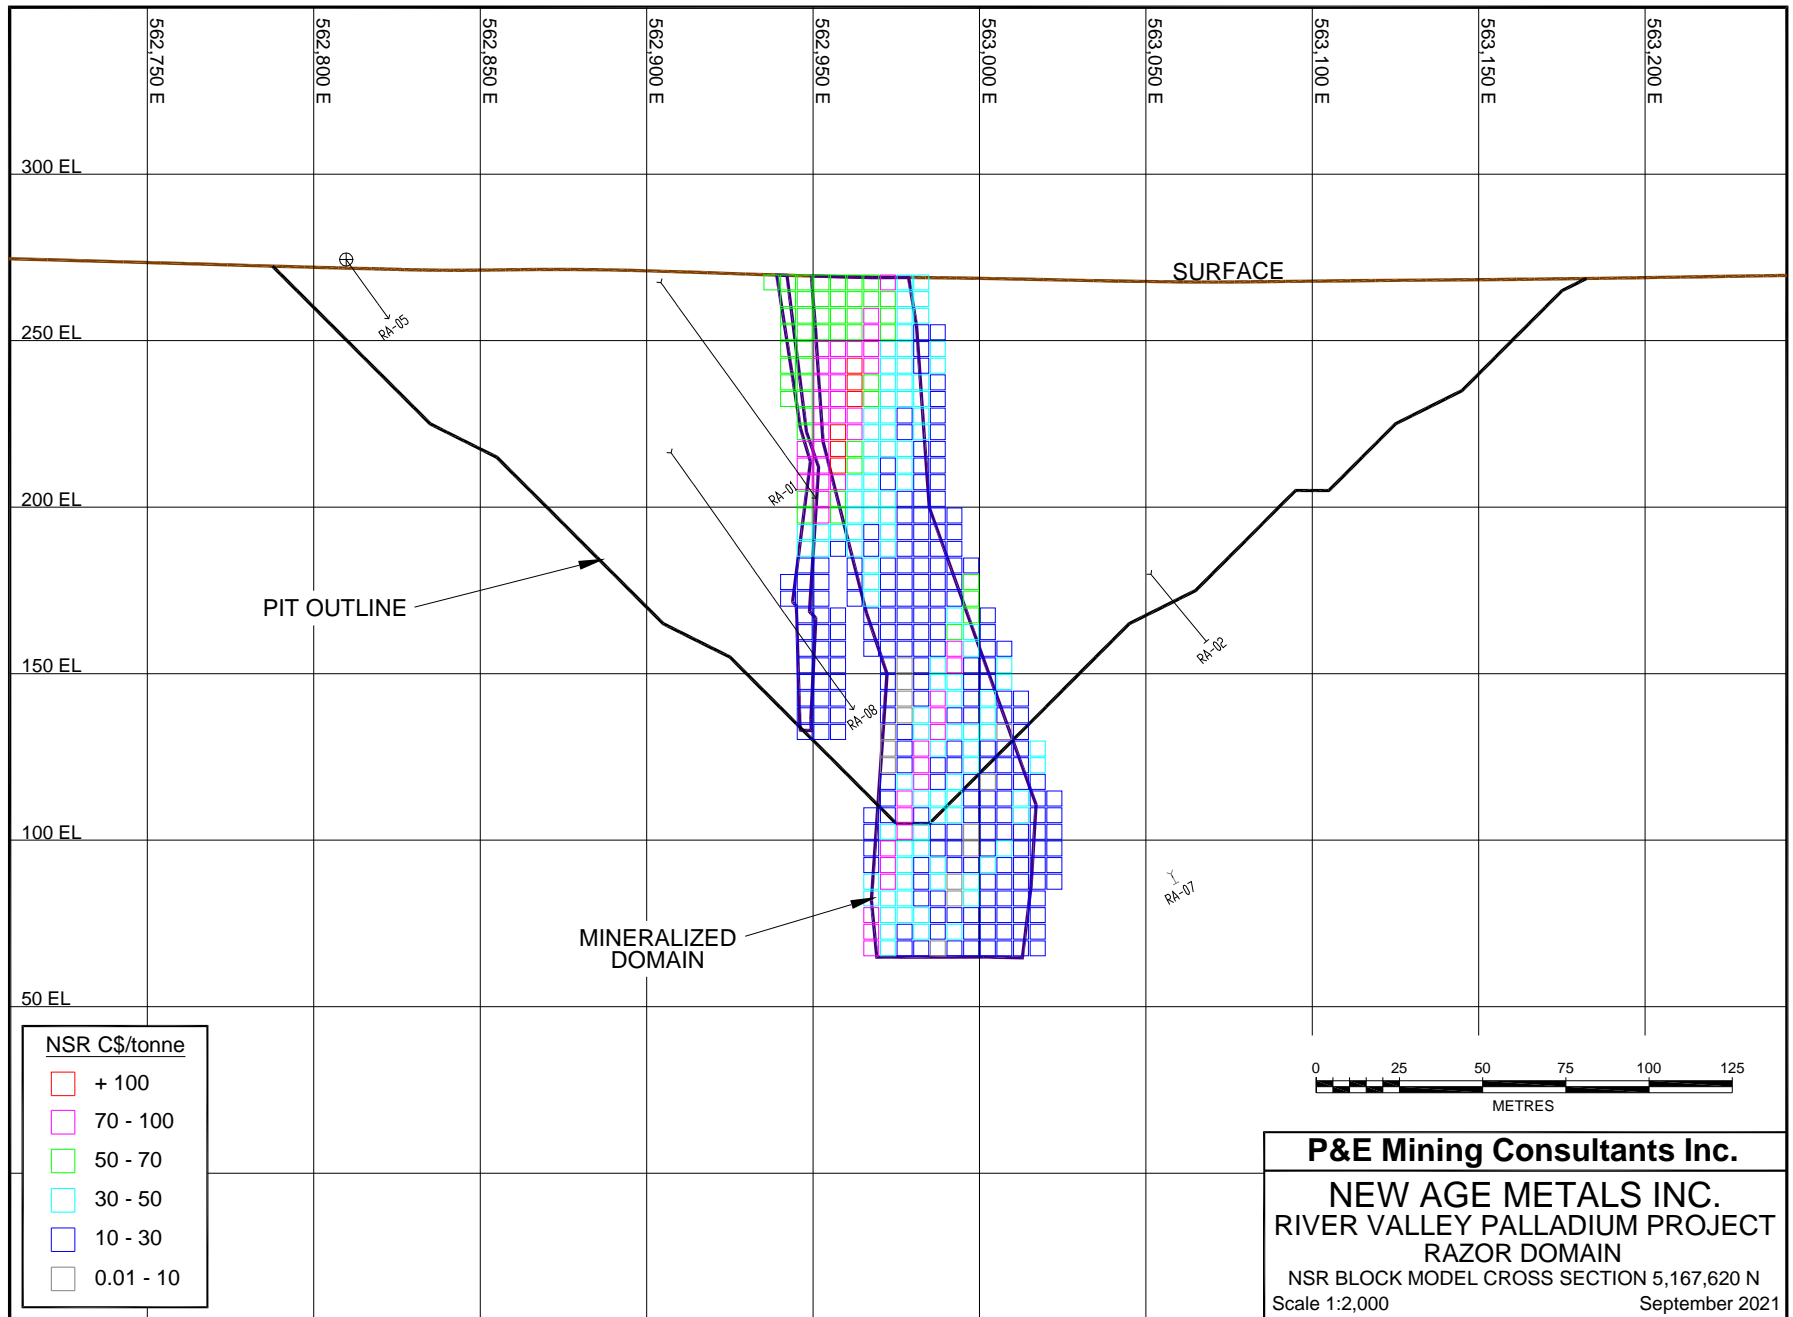 562,750 E
562,800 E
562,850 E
562,900 E
562,950 E
563,000 E
563,050 E
563,100 E
563,150 E
563,200 E
300 EL
SURFACE
RA-05
250 EL
RA-01
200 EL
PIT OUTLINE
RA-02
150 EL
RA-08
100 EL
RA-07
MINERALIZED
DOMAIN
50 EL
NSR C$/tonne
+ 100
70 - 100
50 - 70
30 - 50
10 - 30
0.01 - 10
0 25 50 75 100 125
METRES
P&E Mining Consultants Inc.
NEW AGE METALS INC.
RIVER VALLEY PALLADIUM PROJECT
RAZOR DOMAIN
NSR BLOCK MODEL CROSS SECTION 5,167,620 N
Scale 1:2,000 September 2021